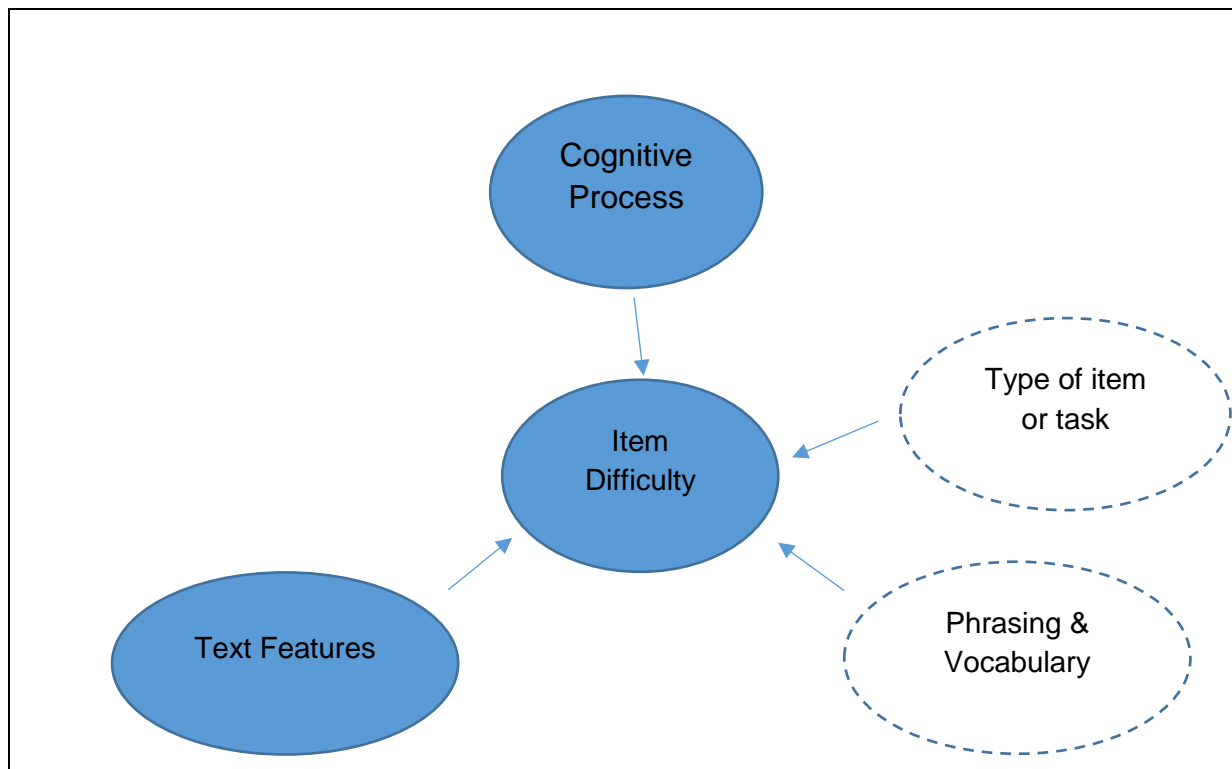 Cognitive
Process
Type of item
or task
Item
Difficulty
Phrasing &
Vocabulary
Text Features